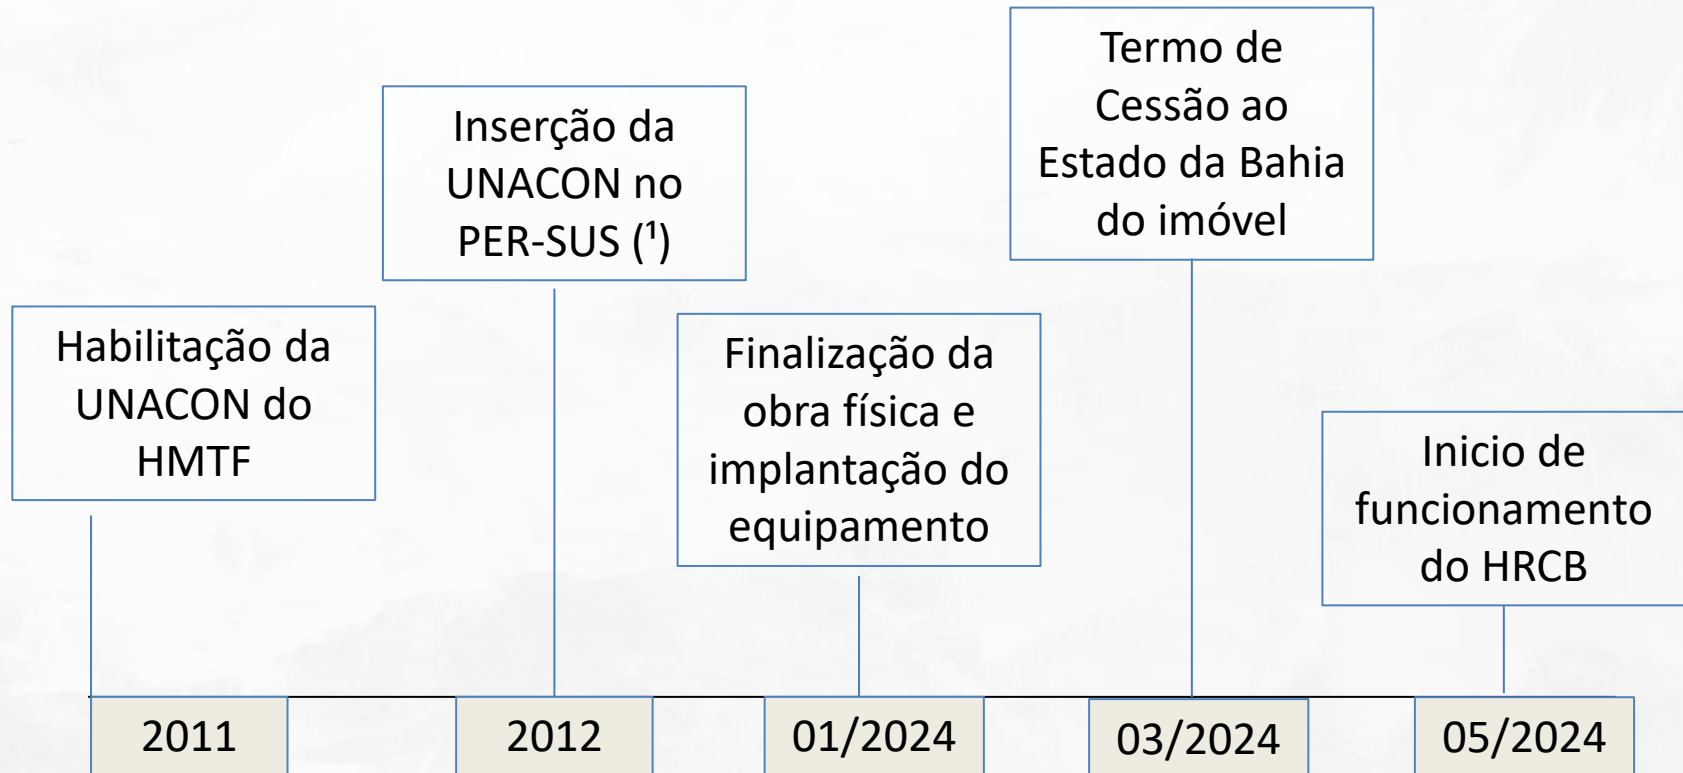 Habilitação da
UNACON do
HMTF
Inserção da
UNACON no
PER-SUS (¹)
Finalização da
obra física e
implantação do
equipamento
Termo de
Cessão ao
Estado da Bahia
do imóvel
Inicio de
funcionamento
do HRCB
2011
2012
01/2024
03/2024
05/2024